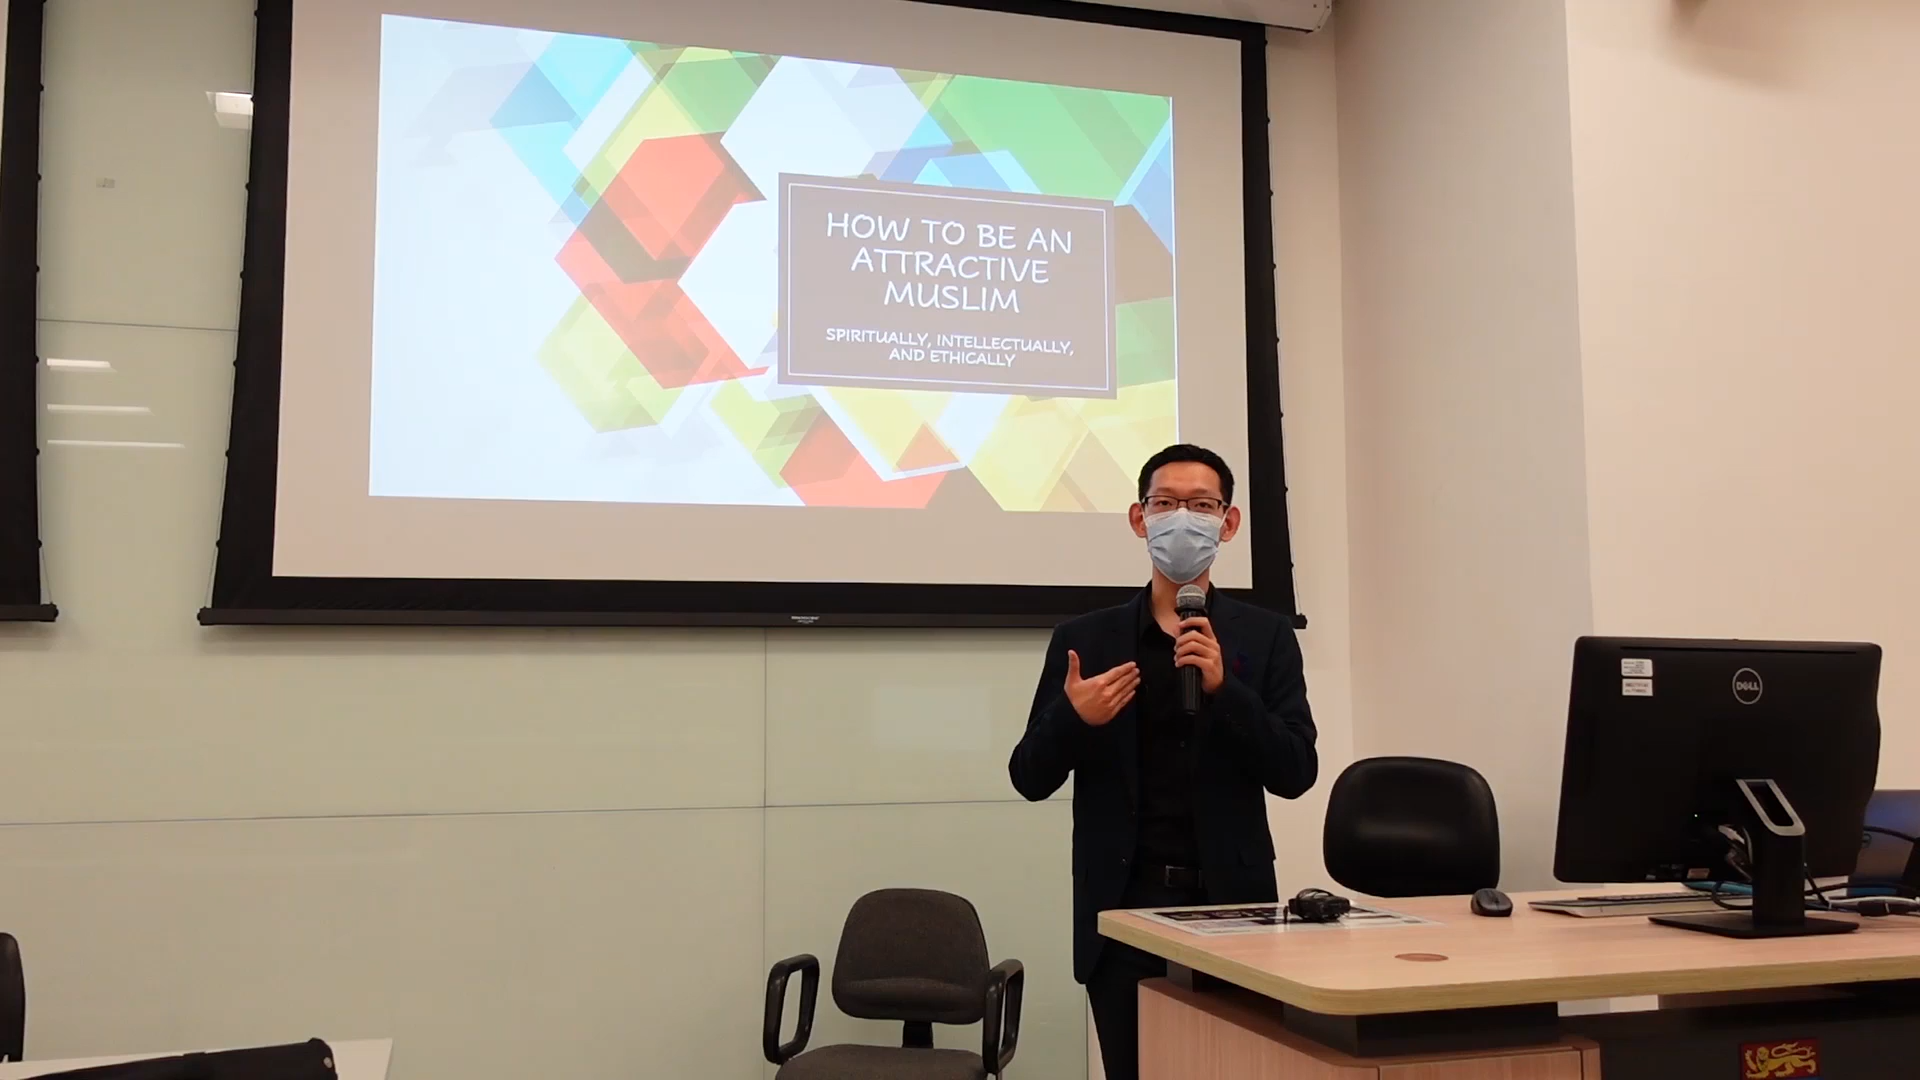 HOW TO BE AN
ATTRACTIVE
MUSLIM
SPIRITUALLY, INTELLECTUALLY,
AND ETHICALLY
DELL